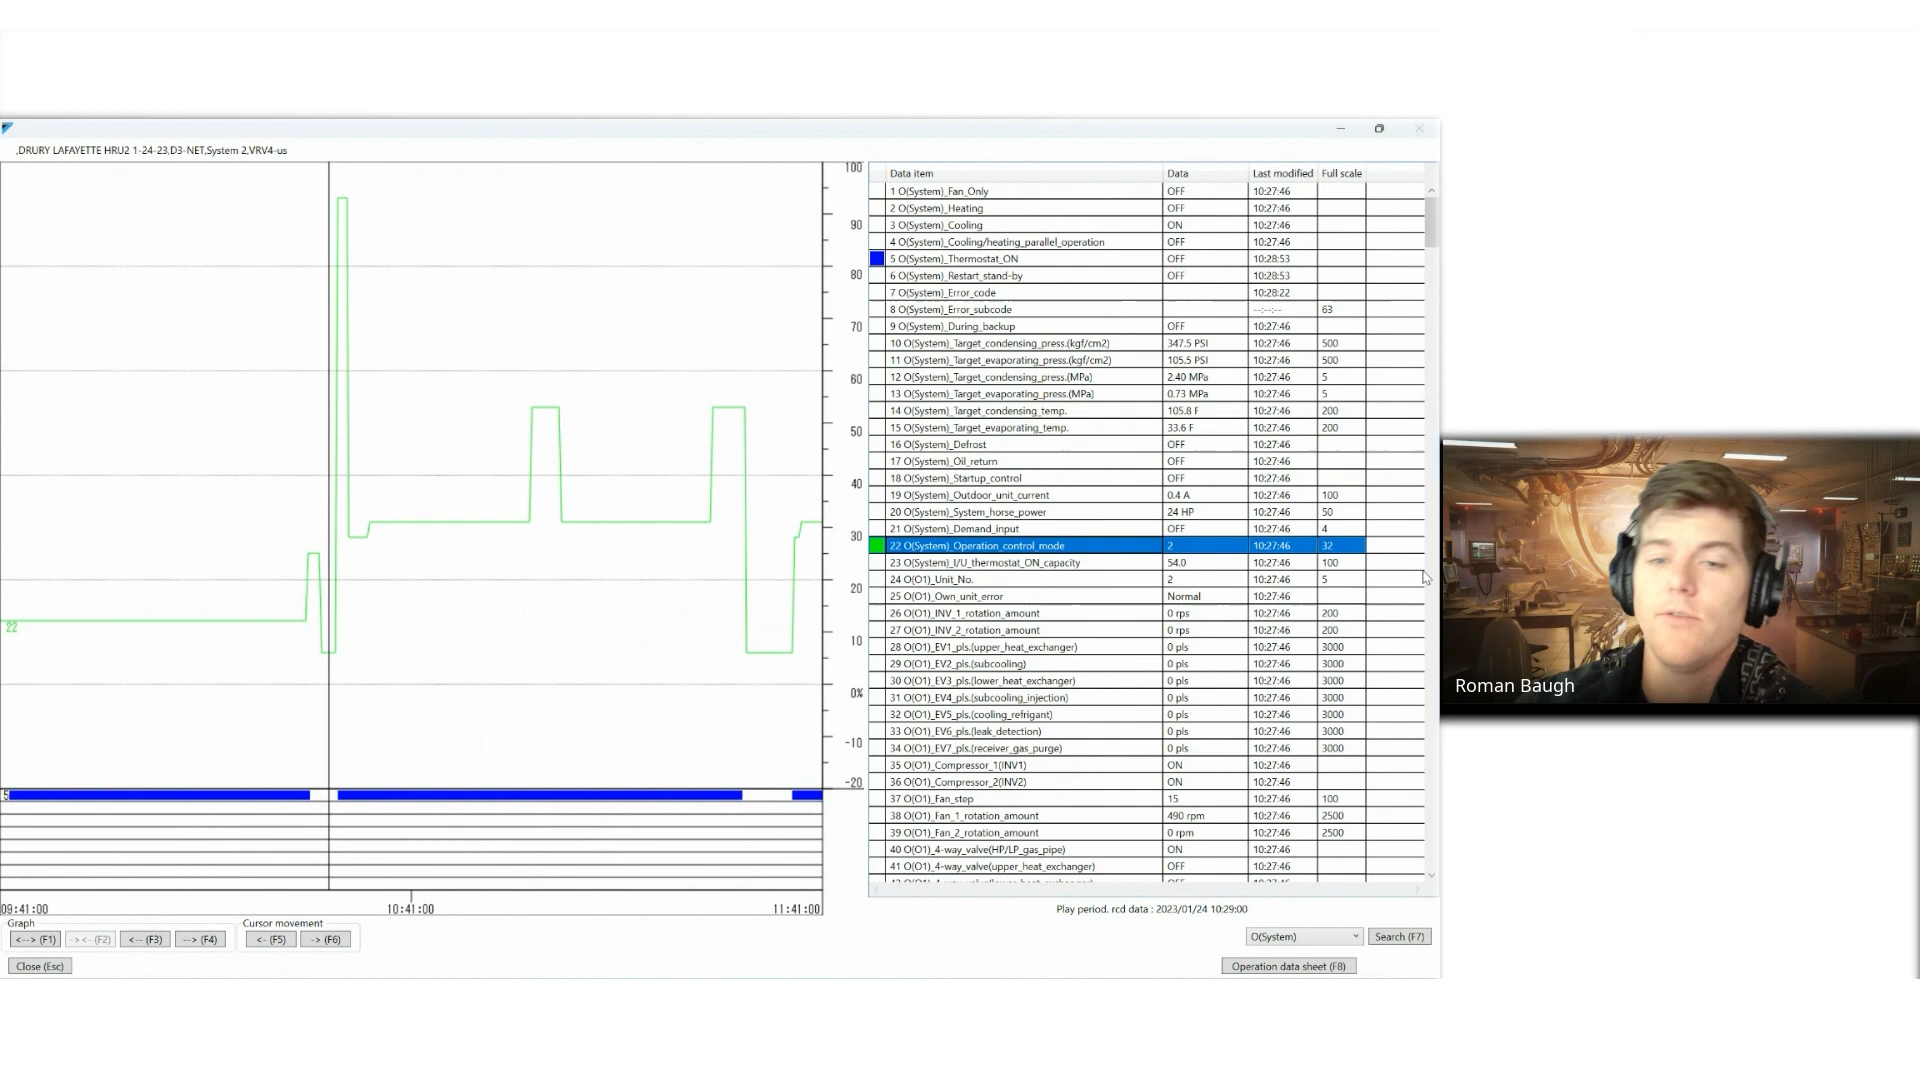 ,DRURY LAFAYETTE HRU2 1-24-23,D3-NET,System 2,VRV4-us
100
90
80
70
60
50
40
30
20
10
0%
-10
-20
22
5
09:41:00 10:41:00 11:41:00
Data item Data Last modified Full scale
1 O(System)_Fan_Only OFF 10:27:46
2 O(System)_Heating OFF 10:27:46
3 O(System)_Cooling ON 10:27:46
4 O(System)_Cooling/heating_parallel_operation OFF 10:27:46
5 O(System)_Thermostat_ON OFF 10:28:53
6 O(System)_Restart_stand-by OFF 10:28:53
7 O(System)_Error_code 10:28:22
8 O(System)_Error_subcode --:--:-- 63
9 O(System)_During_backup OFF 10:27:46
10 O(System)_Target_condensing_press.(kgf/cm2) 347.5 PSI 10:27:46 500
11 O(System)_Target_evaporating_press.(kgf/cm2) 105.5 PSI 10:27:46 500
12 O(System)_Target_condensing_press.(MPa) 2.40 MPa 10:27:46 5
13 O(System)_Target_evaporating_press.(MPa) 0.73 MPa 10:27:46 5
14 O(System)_Target_condensing_temp. 105.8 F 10:27:46 200
15 O(System)_Target_evaporating_temp. 33.6 F 10:27:46 200
16 O(System)_Defrost OFF 10:27:46
17 O(System)_Oil_return OFF 10:27:46
18 O(System)_Startup_control OFF 10:27:46
19 O(System)_Outdoor_unit_current 0.4 A 10:27:46 100
20 O(System)_System_horse_power 24 HP 10:27:46 50
21 O(System)_Demand_input OFF 10:27:46 4
22 O(System)_Operation_control_mode 2 10:27:46 32
23 O(System)_I/U_thermostat_ON_capacity 54.0 10:27:46 100
24 O(O1)_Unit_No. 2 10:27:46 5
25 O(O1)_Own_unit_error Normal 10:27:46
26 O(O1)_INV_1_rotation_amount 0 rps 10:27:46 200
27 O(O1)_INV_2_rotation_amount 0 rps 10:27:46 200
28 O(O1)_EV1_pls.(upper_heat_exchanger) 0 pls 10:27:46 3000
29 O(O1)_EV2_pls.(subcooling) 0 pls 10:27:46 3000
30 O(O1)_EV3_pls.(lower_heat_exchanger) 0 pls 10:27:46 3000
31 O(O1)_EV4_pls.(subcooling_injection) 0 pls 10:27:46 3000
32 O(O1)_EV5_pls.(cooling_refrigant) 0 pls 10:27:46 3000
33 O(O1)_EV6_pls.(leak_detection) 0 pls 10:27:46 3000
34 O(O1)_EV7_pls.(receiver_gas_purge) 0 pls 10:27:46 3000
35 O(O1)_Compressor_1(INV1) ON 10:27:46
36 O(O1)_Compressor_2(INV2) ON 10:27:46
37 O(O1)_Fan_step 15 10:27:46 100
38 O(O1)_Fan_1_rotation_amount 490 rpm 10:27:46 2500
39 O(O1)_Fan_2_rotation_amount 0 rpm 10:27:46 2500
40 O(O1)_4-way_valve(HP/LP_gas_pipe) ON 10:27:46
41 O(O1)_4-way_valve(upper_heat_exchanger) OFF 10:27:46
Play period. rcd data : 2023/01/24 10:29:00
Graph Cursor movement
<--> (F1) -><- (F2) <-- (F3) --> (F4) <- (F5) -> (F6)
O(System) Search (F7)
Close (Esc) Operation data sheet (F8)
Roman Baugh